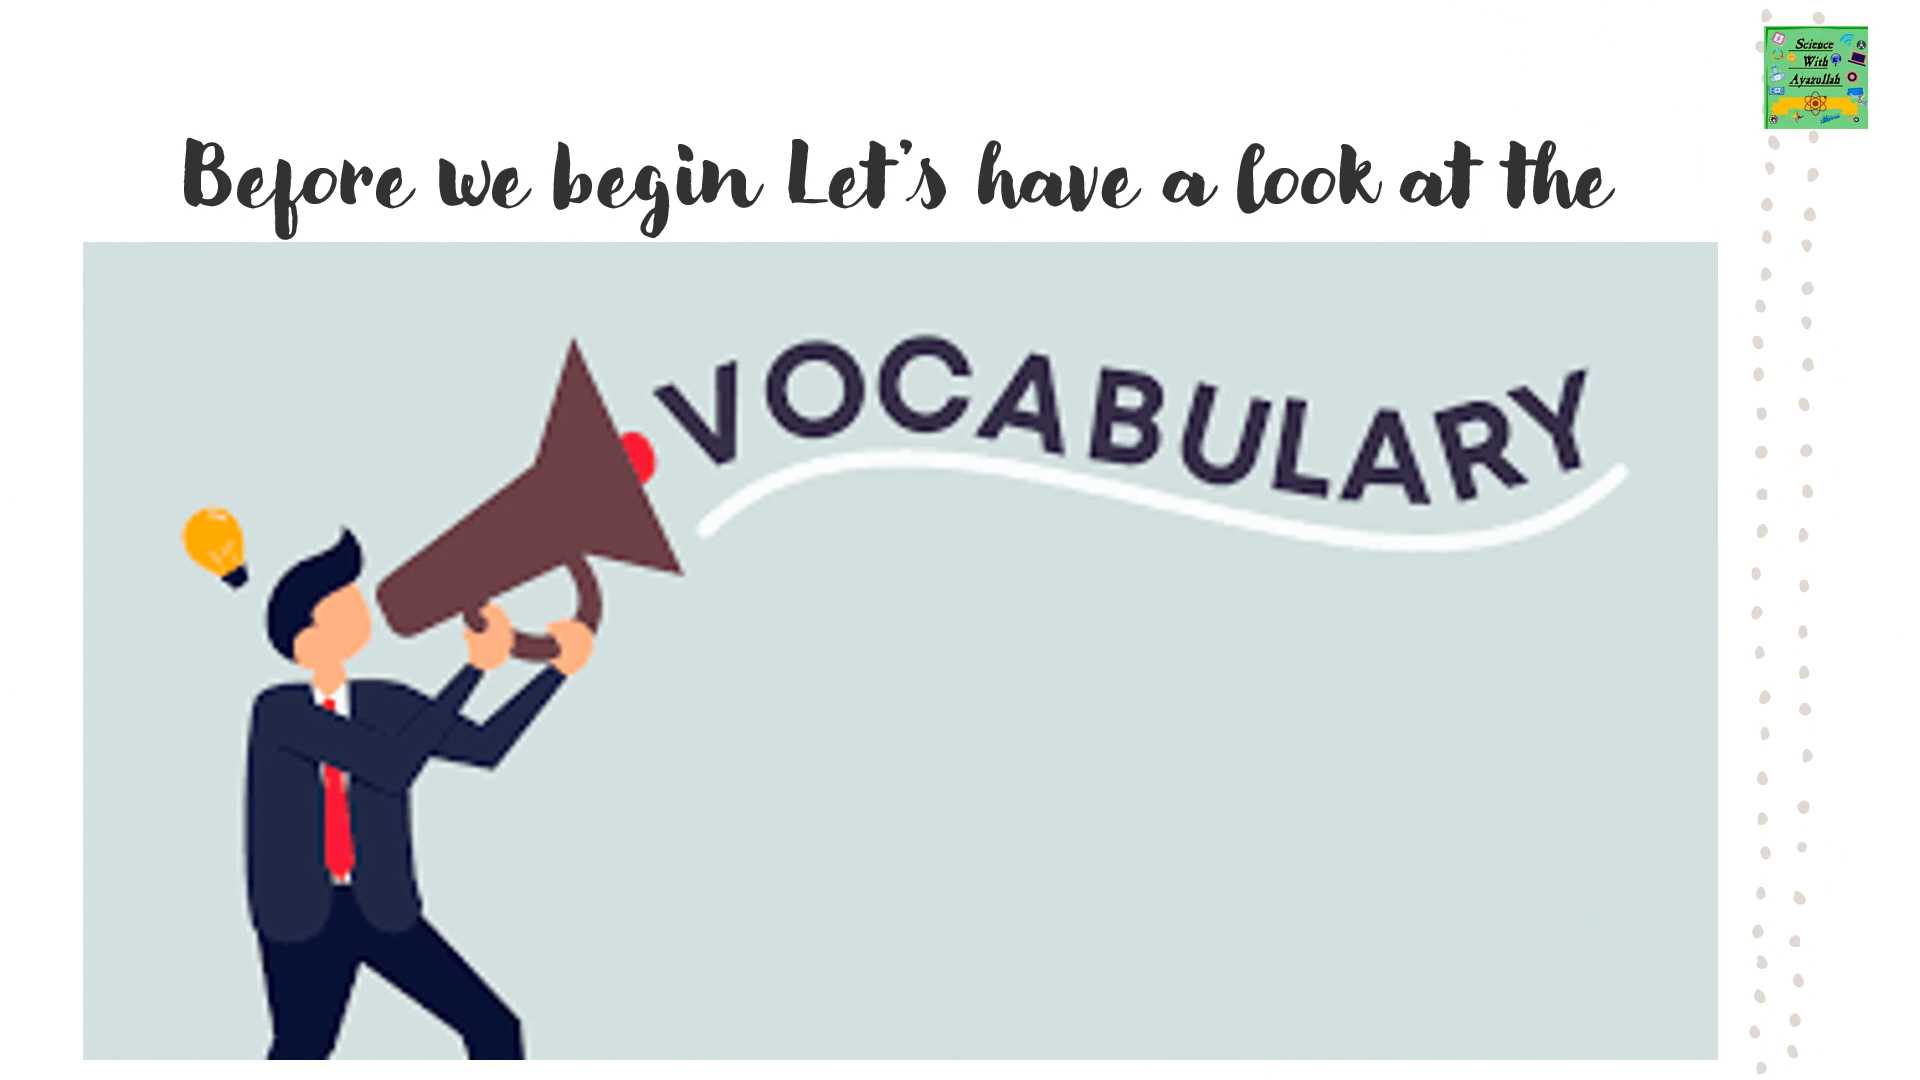 Science
With
Ayazullah
Before we begin Let's have a look at the
VOCABULARY